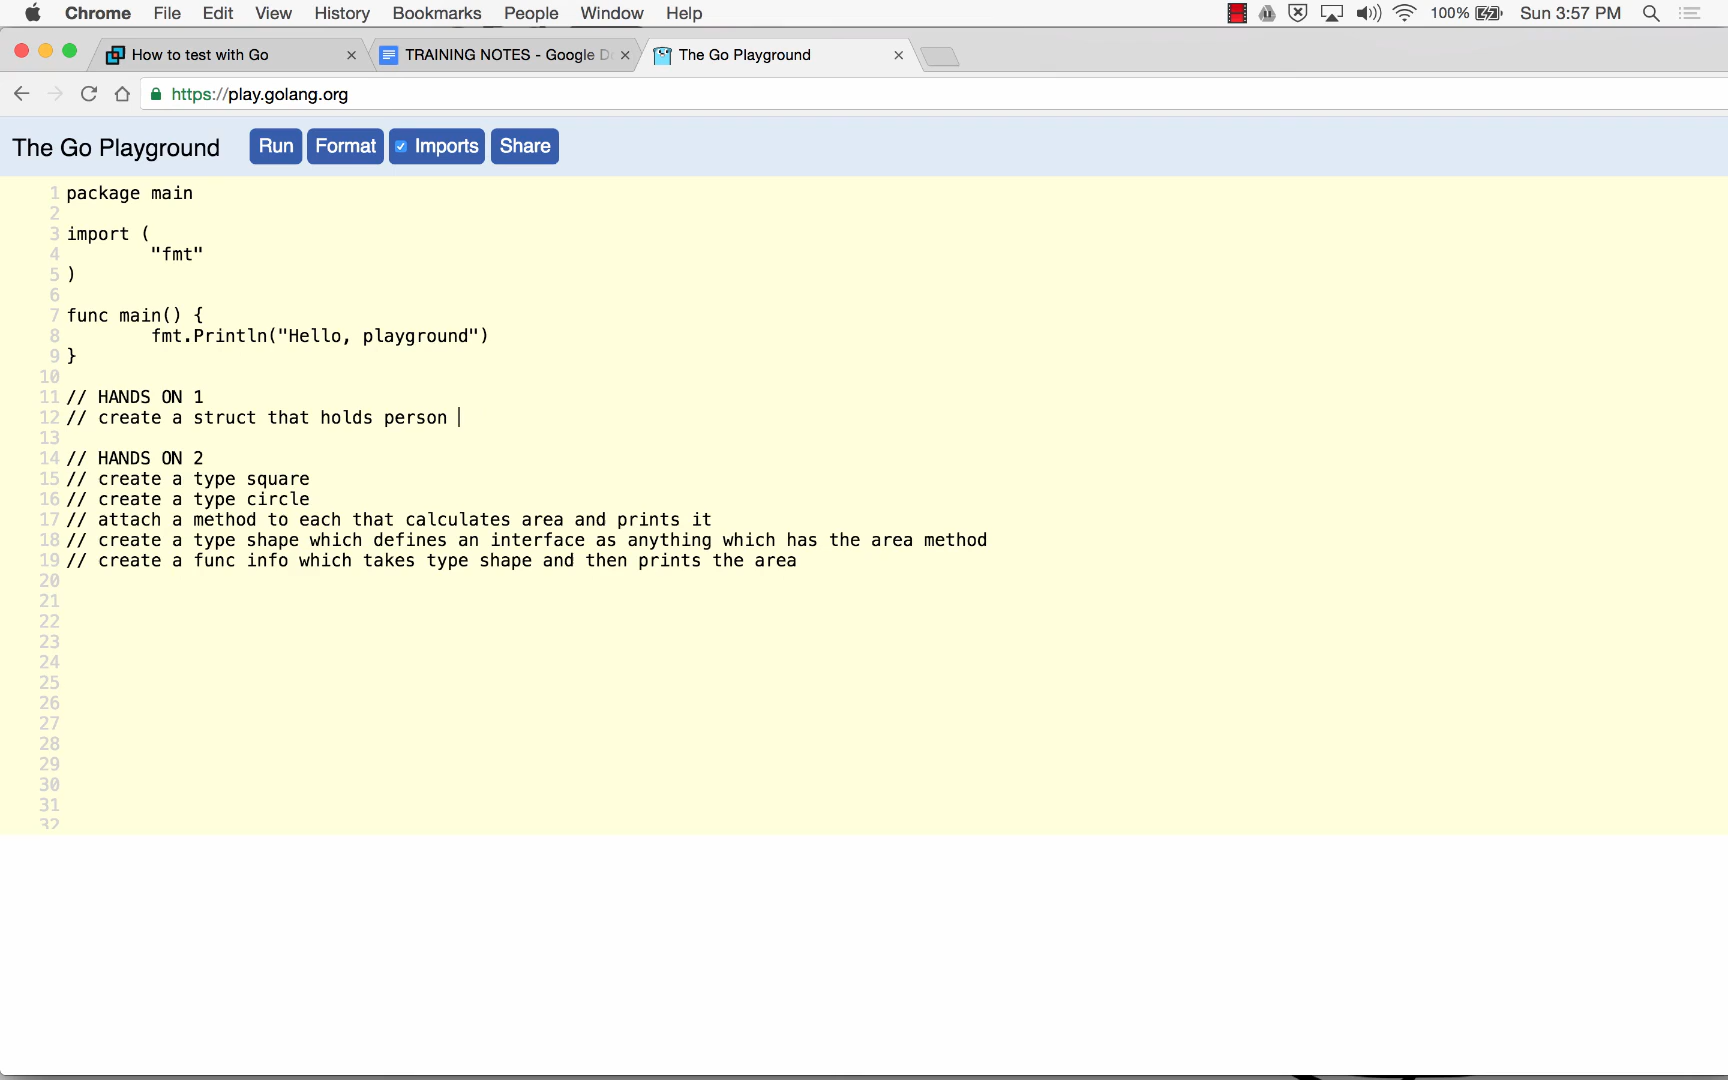 Chrome File Edit View History Bookmarks People Window Help 100% Sun 3:57 PM
How to test with Go TRAINING NOTES - Google D The Go Playground
https://play.golang.org
The Go Playground Run Format Imports Share
1 package main
2
3 import (
4 "fmt"
5 )
6
7 func main() {
8 fmt.Println("Hello, playground")
9 }
10
11 // HANDS ON 1
12 // create a struct that holds person
13
14 // HANDS ON 2
15 // create a type square
16 // create a type circle
17 // attach a method to each that calculates area and prints it
18 // create a type shape which defines an interface as anything which has the area method
19 // create a func info which takes type shape and then prints the area
20
21
22
23
24
25
26
27
28
29
30
31
32